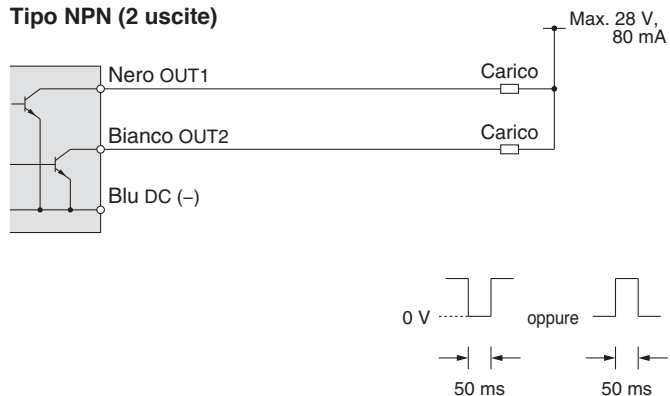 Tipo NPN (2 uscite)
Max. 28 V,
80 mA
Nero OUT1
Carico
Bianco OUT2
Carico
Blu DC (−)
0 V
oppure
50 ms
50 ms